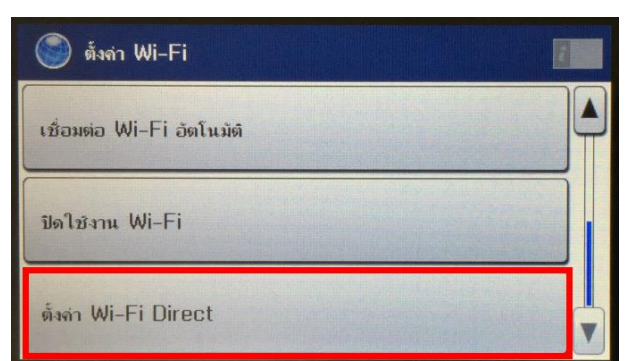 ตั้งค่า Wi-Fi
เชื่อมต่อ Wi-Fi อัตโนมัติ
ปิดใช้งาน Wi-Fi
ตั้งค่า Wi-Fi Direct